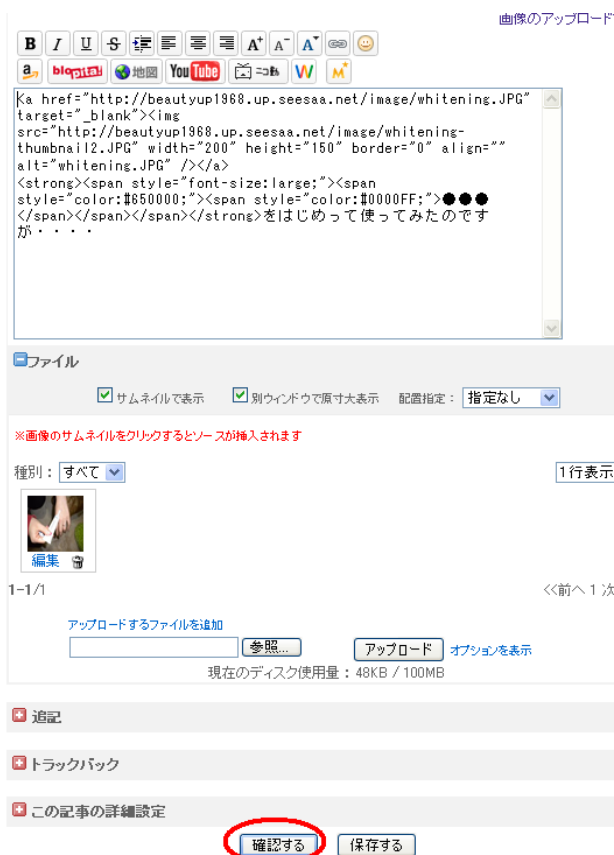 画像のアップロード
B I U S A+ A- A
a blogpital 地図 YouTube ニコ動 W M
<a href="http://beautyup1968.up.seesaa.net/image/whitening.JPG"
target="_blank"><img
src="http://beautyup1968.up.seesaa.net/image/whitening-
thumbnail2.JPG" width="200" height="150" border="0" align=""
alt="whitening.JPG" /></a>
<strong><span style="font-size:large;"><span
style="color:#650000;"><span style="color:#0000FF;">●●●
</span></span></span></strong>をはじめって使ってみたのです
が・・・・
ファイル
サムネイルで表示 別ウィンドウで原寸大表示 配置指定： 指定なし
※画像のサムネイルをクリックするとソースが挿入されます
種別： すべて 1行表示
編集
1-1/1 <<前へ 1 次
アップロードするファイルを追加
参照... アップロード オプションを表示
現在のディスク使用量： 48KB / 100MB
追記
トラックバック
この記事の詳細設定
確認する 保存する